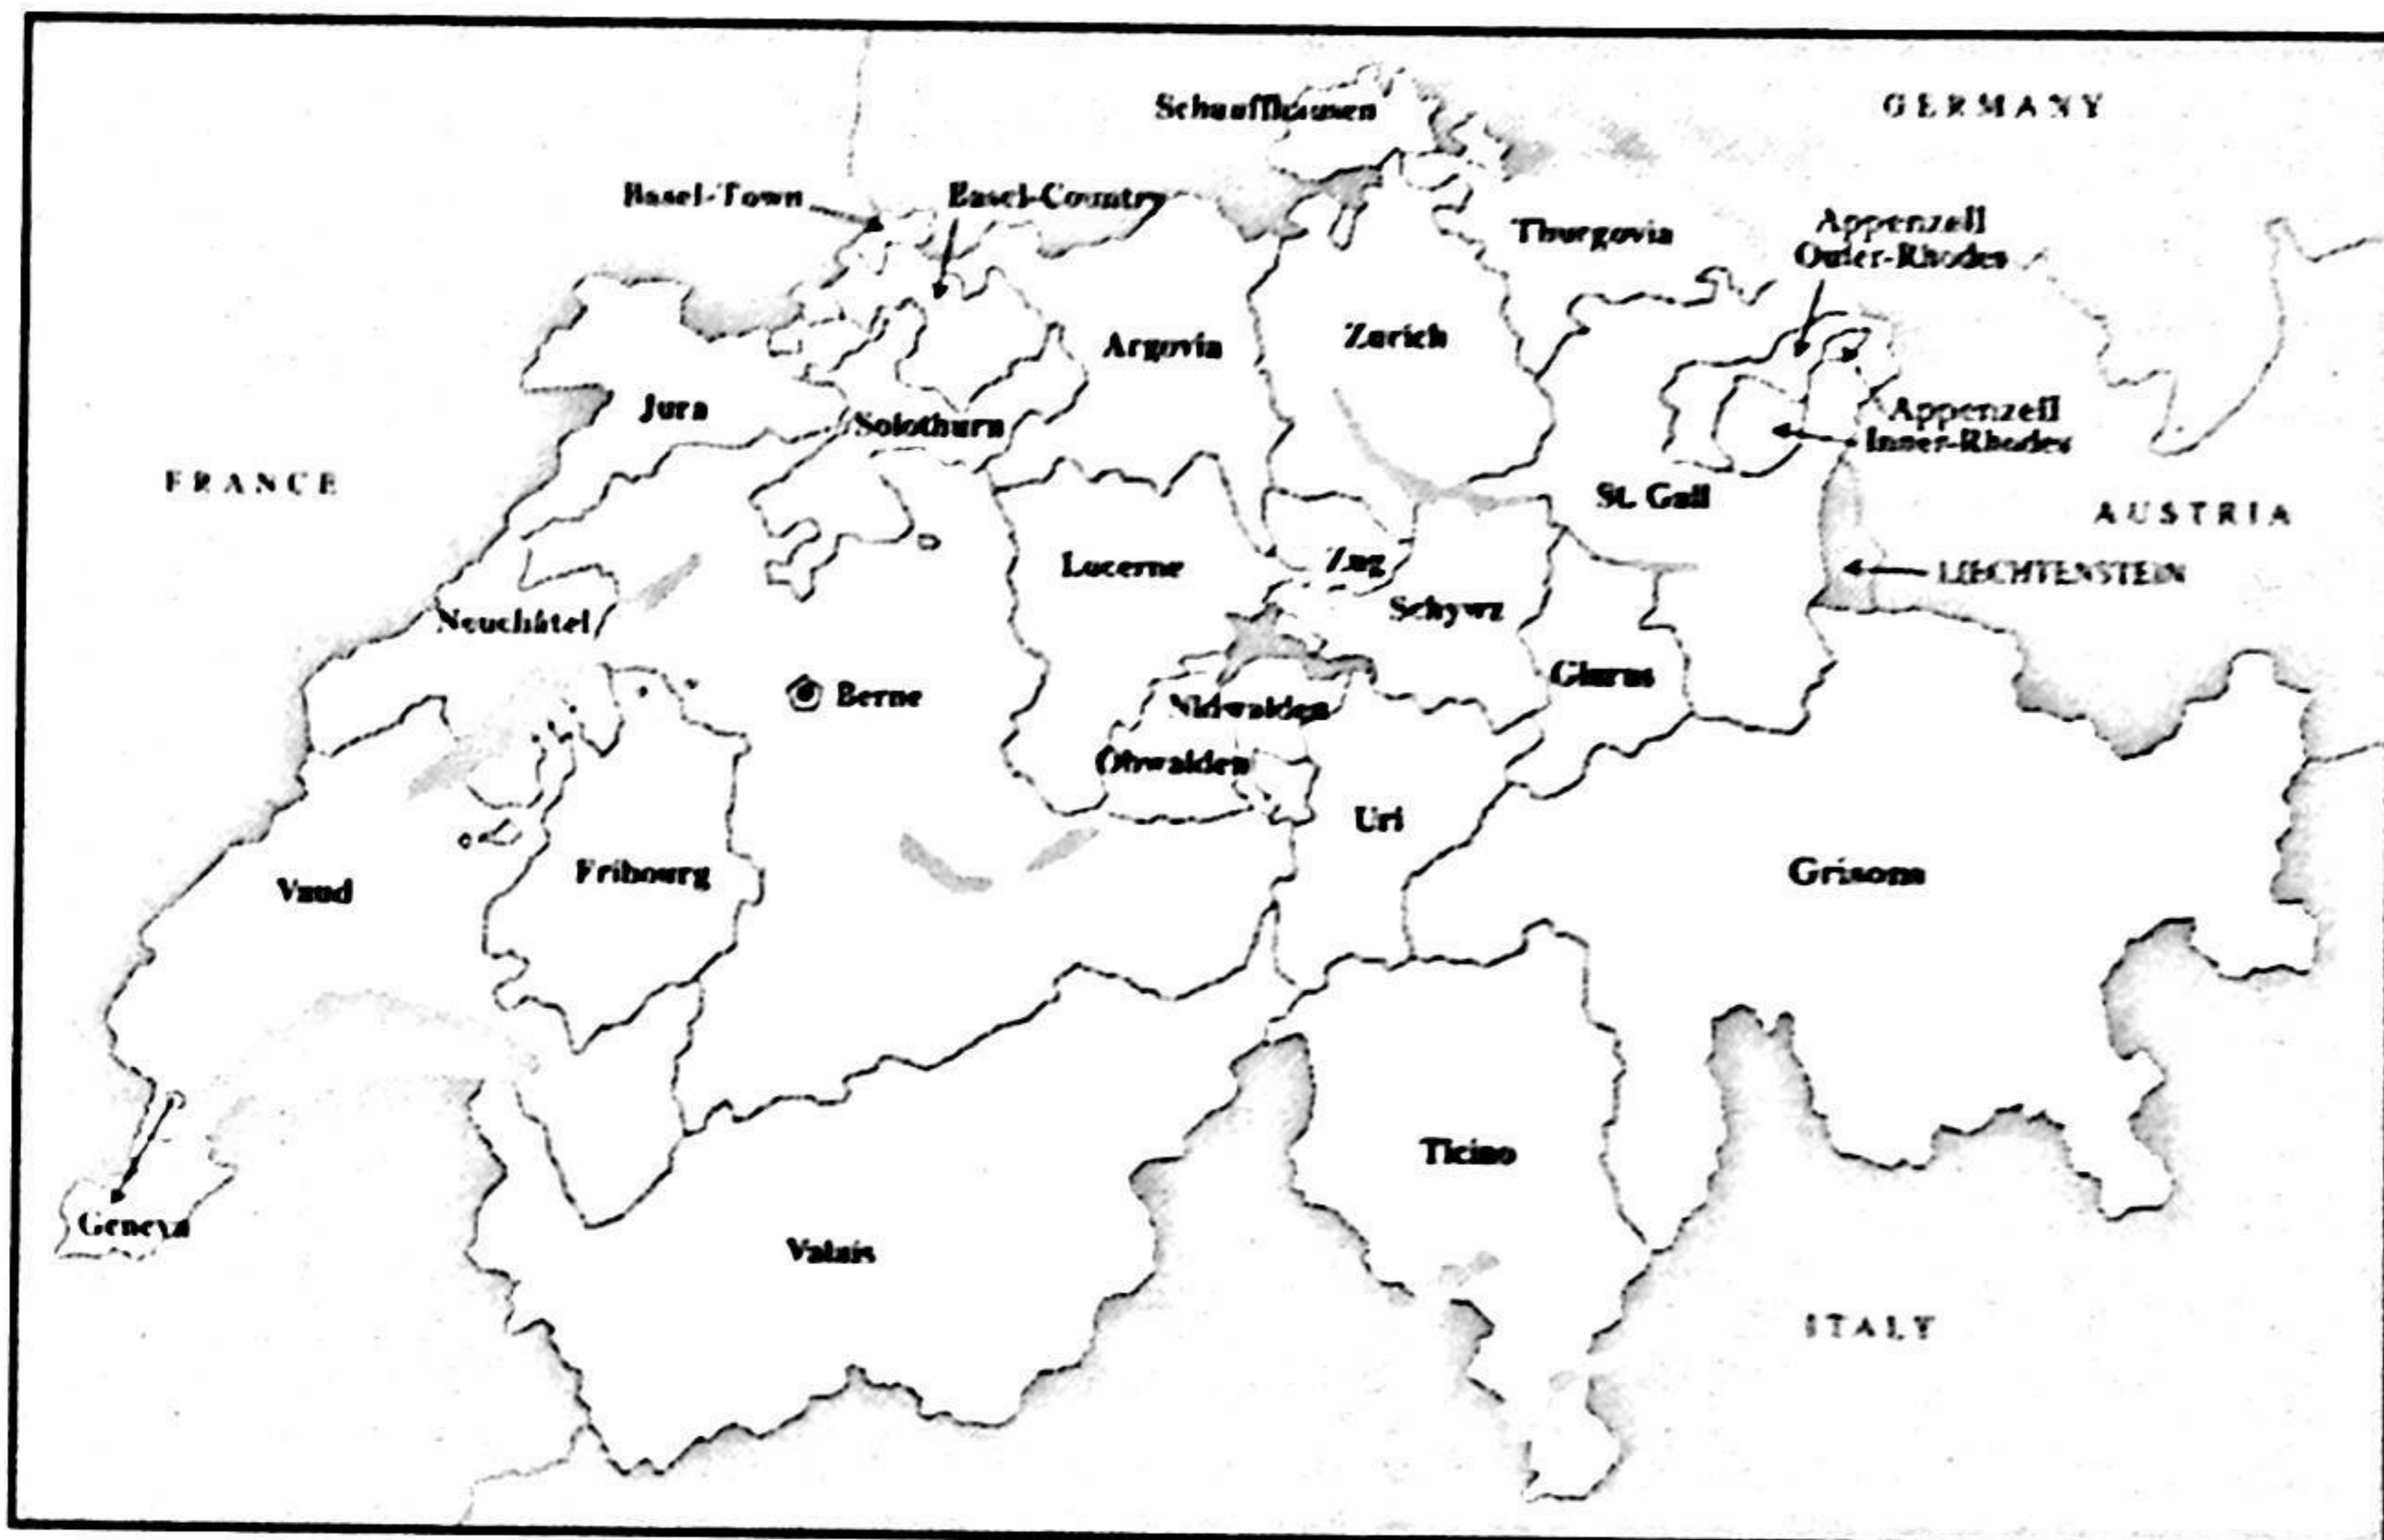 Schauffhausen
GERMANY
Basel-Town
Basel-Country
Thurgovia
Appenzell
Outer-Rhodes
Argovia
Zurich
Jura
Solothurn
Appenzell
Inner-Rhodes
FRANCE
St. Gall
AUSTRIA
Lucerne
Zug
LIECHTENSTEIN
Neuchâtel
Schywz
Glarus
Berne
Nidwalden
Obwalden
Uri
Vaud
Fribourg
Grisons
Ticino
Geneva
Valais
ITALY